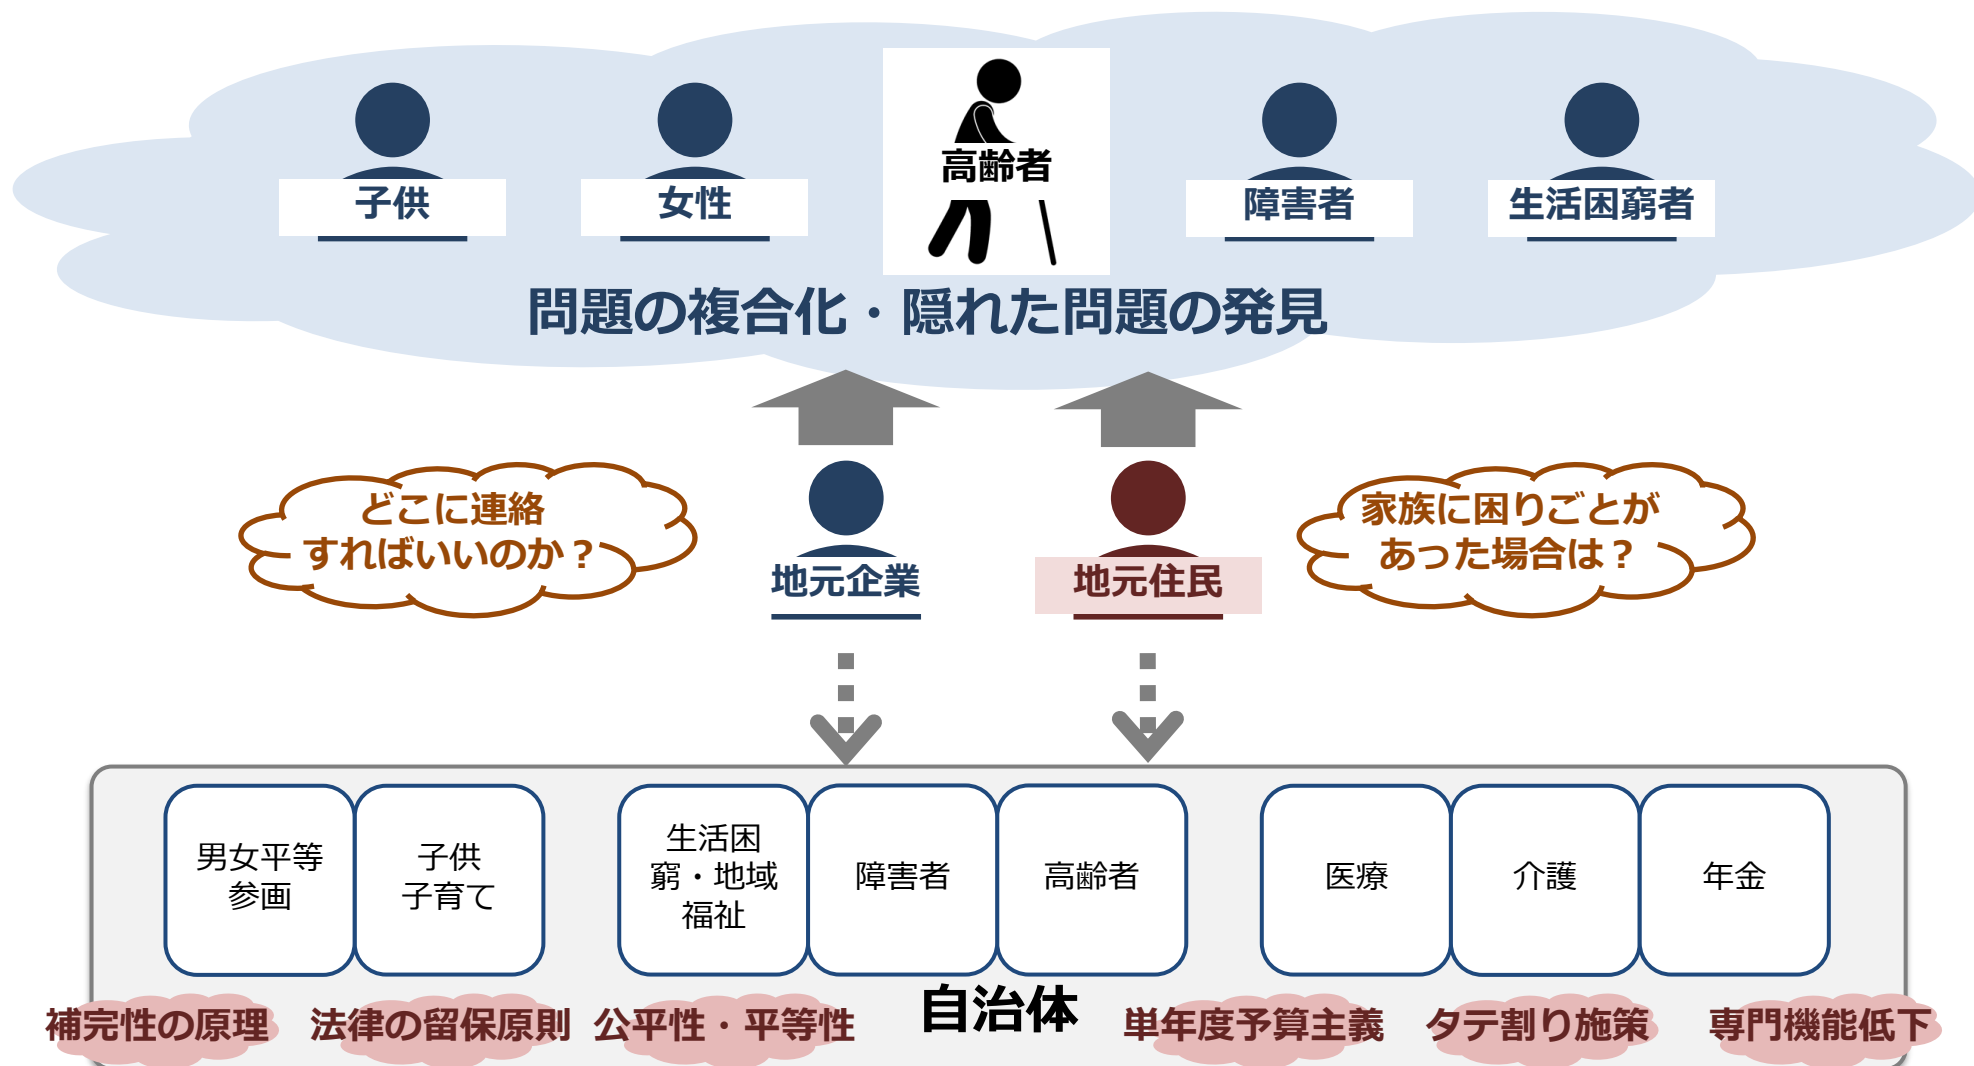 子供
女性
高齢者
障害者
生活困窮者
問題の複合化・隠れた問題の発見
どこに連絡
すればいいのか？
地元企業
地元住民
家族に困りごとが
あった場合は？
男女平等
参画
子供
子育て
生活困
窮・地域
福祉
障害者
高齢者
医療
介護
年金
自治体
補完性の原理
法律の留保原則
公平性・平等性
単年度予算主義
タテ割り施策
専門機能低下